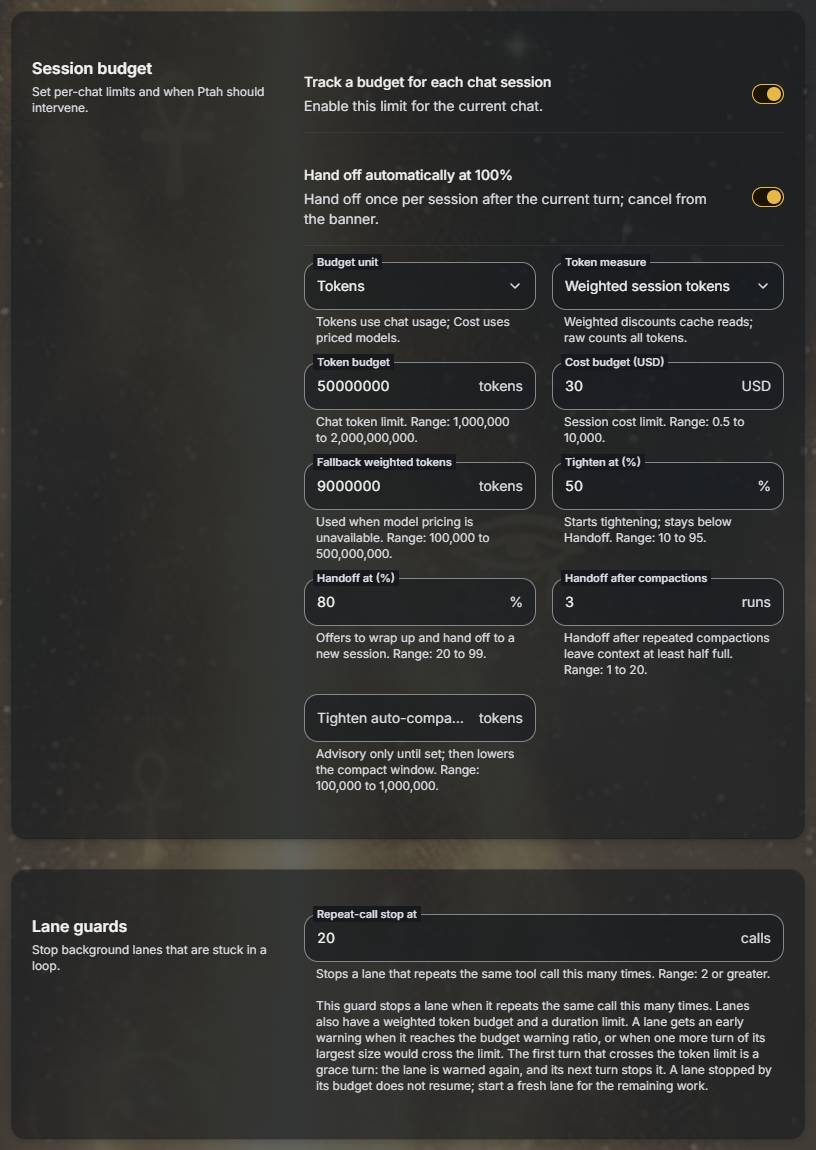 Session budget
Set per-chat limits and when Ptah should
intervene.
Track a budget for each chat session
Enable this limit for the current chat.
Hand off automatically at 100%
Hand off once per session after the current turn; cancel from
the banner.
Budget unit
Tokens
Tokens use chat usage; Cost uses
priced models.
Token measure
Weighted session tokens
Weighted discounts cache reads;
raw counts all tokens.
Token budget
50000000 tokens
Chat token limit. Range: 1,000,000
to 2,000,000,000.
Cost budget (USD)
30 USD
Session cost limit. Range: 0.5 to
10,000.
Fallback weighted tokens
9000000 tokens
Used when model pricing is
unavailable. Range: 100,000 to
500,000,000.
Tighten at (%)
50 %
Starts tightening; stays below
Handoff. Range: 10 to 95.
Handoff at (%)
80 %
Offers to wrap up and hand off to a
new session. Range: 20 to 99.
Handoff after compactions
3 runs
Handoff after repeated compactions
leave context at least half full.
Range: 1 to 20.
Tighten auto-compa... tokens
Advisory only until set; then lowers
the compact window. Range:
100,000 to 1,000,000.
Lane guards
Stop background lanes that are stuck in a
loop.
Repeat-call stop at
20 calls
Stops a lane that repeats the same tool call this many times. Range: 2 or greater.
This guard stops a lane when it repeats the same call this many times. Lanes
also have a weighted token budget and a duration limit. A lane gets an early
warning when it reaches the budget warning ratio, or when one more turn of its
largest size would cross the limit. The first turn that crosses the token limit is a
grace turn: the lane is warned again, and its next turn stops it. A lane stopped by
its budget does not resume; start a fresh lane for the remaining work.